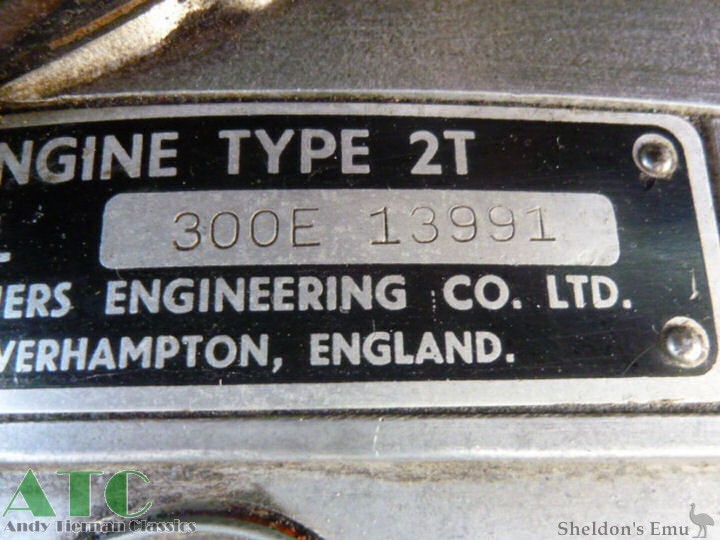 NGINE TYPE 2T
300E 13991
ERS ENGINEERING CO. LTD.
VERHAMPTON, ENGLAND.
ATC
Andy Tiernan Classics
Sheldon's Emu